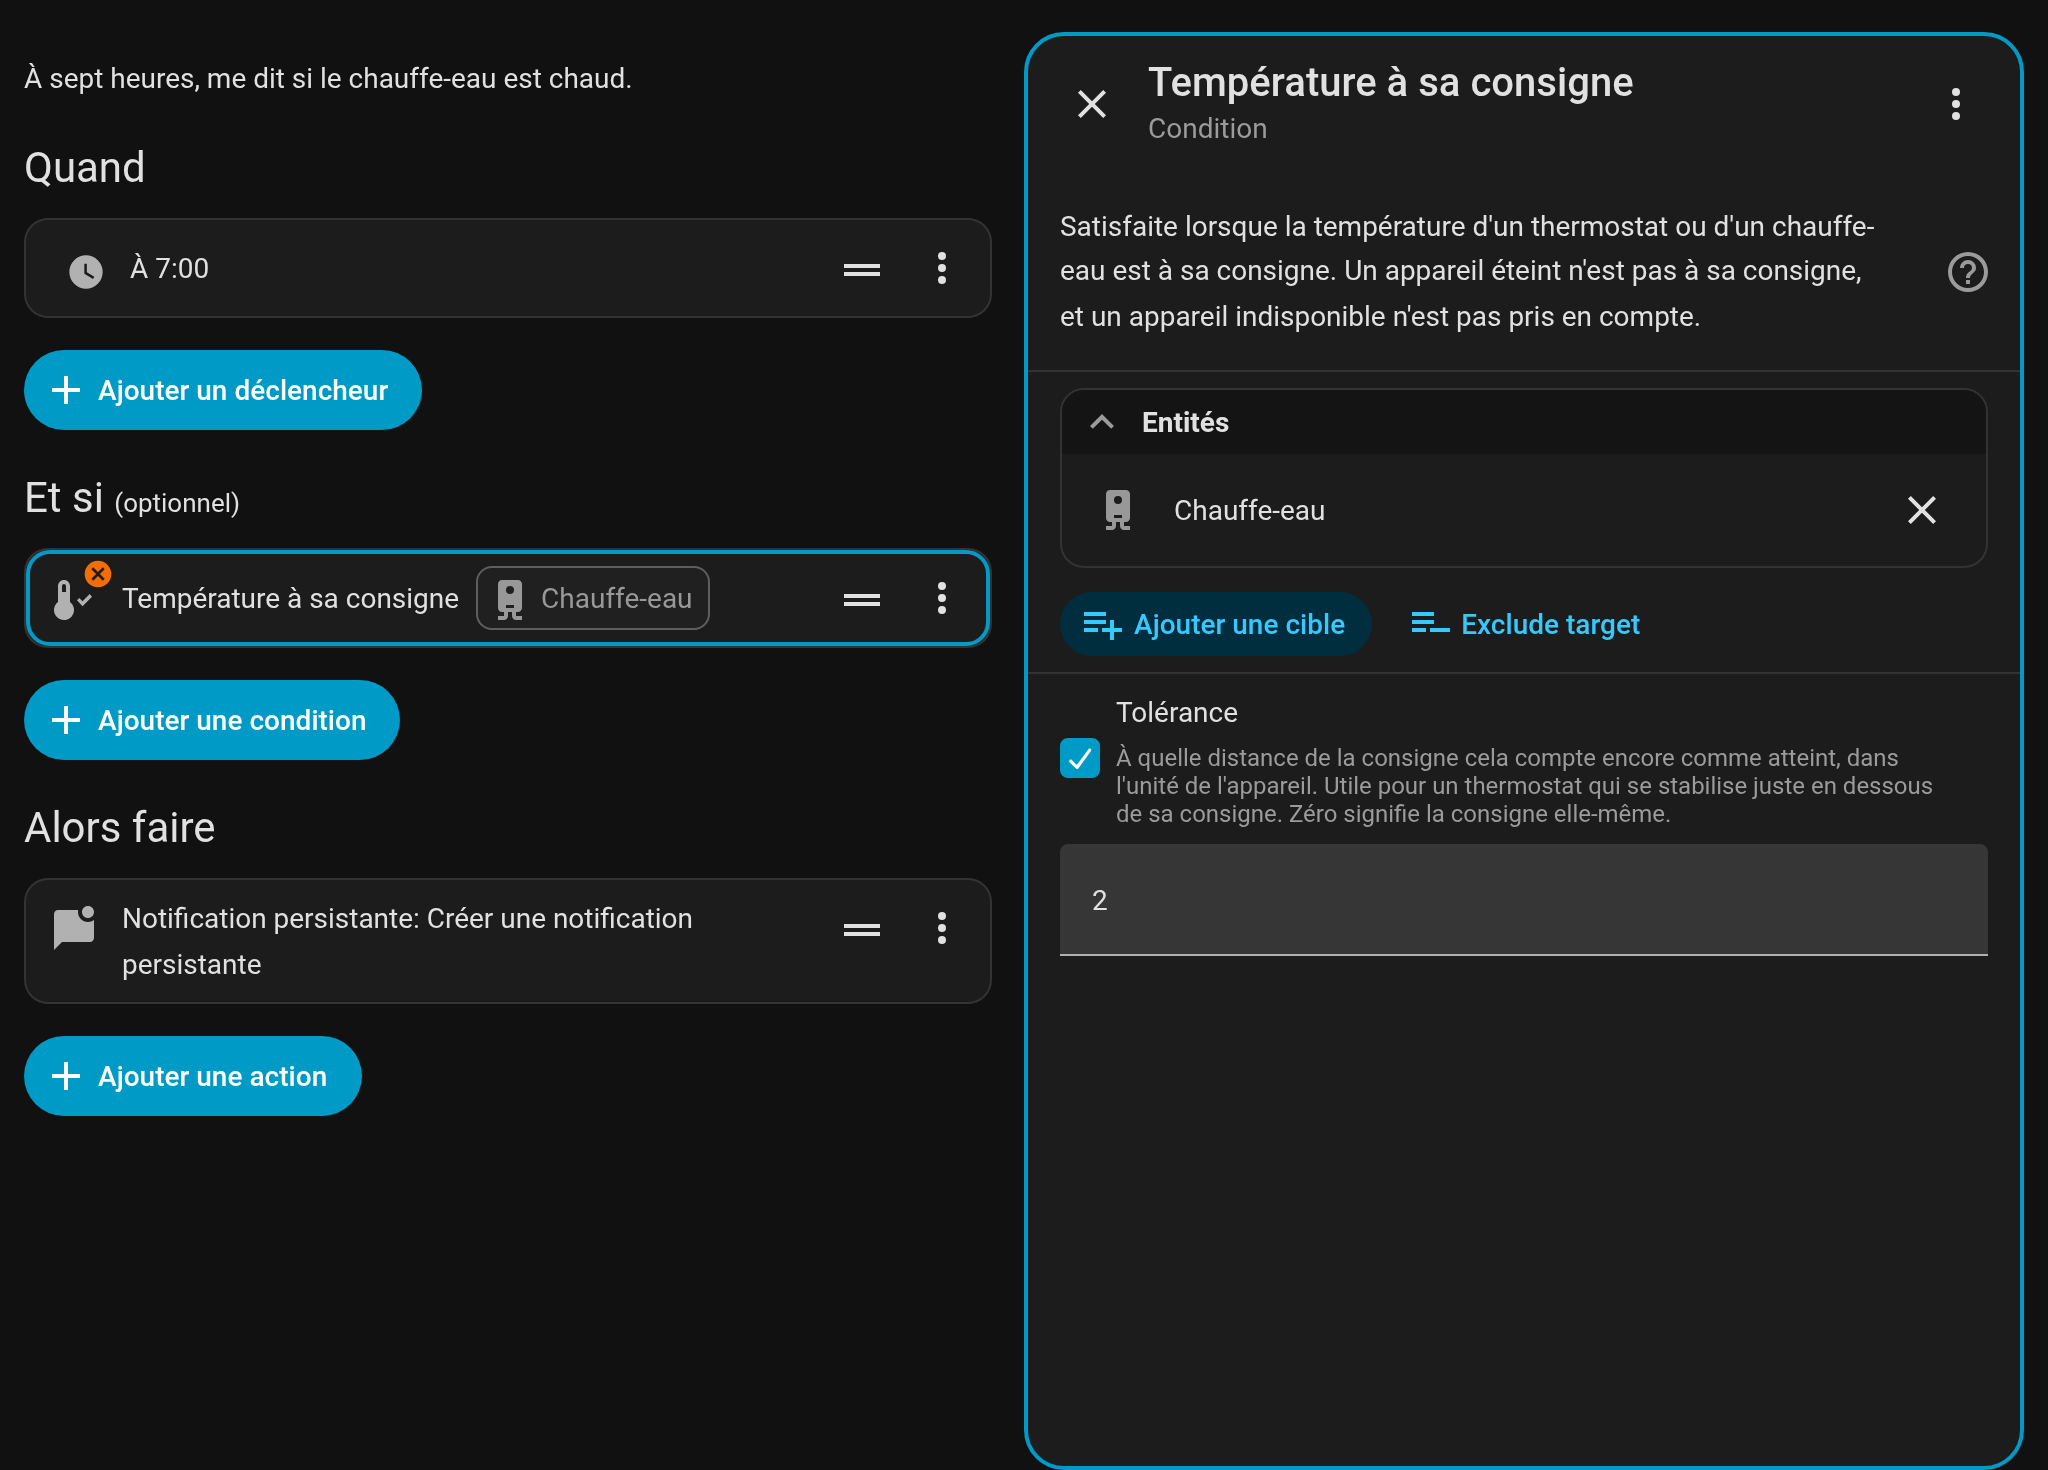 À sept heures, me dit si le chauffe-eau est chaud.
Quand
À 7:00
Ajouter un déclencheur
Et si (optionnel)
Température à sa consigne Chauffe-eau
Ajouter une condition
Alors faire
Notification persistante: Créer une notification
persistante
Ajouter une action
Température à sa consigne
Condition
Satisfaite lorsque la température d'un thermostat ou d'un chauffe-
eau est à sa consigne. Un appareil éteint n'est pas à sa consigne,
et un appareil indisponible n'est pas pris en compte.
Entités
Chauffe-eau
Ajouter une cible Exclude target
Tolérance
À quelle distance de la consigne cela compte encore comme atteint, dans
l'unité de l'appareil. Utile pour un thermostat qui se stabilise juste en dessous
de sa consigne. Zéro signifie la consigne elle-même.
2